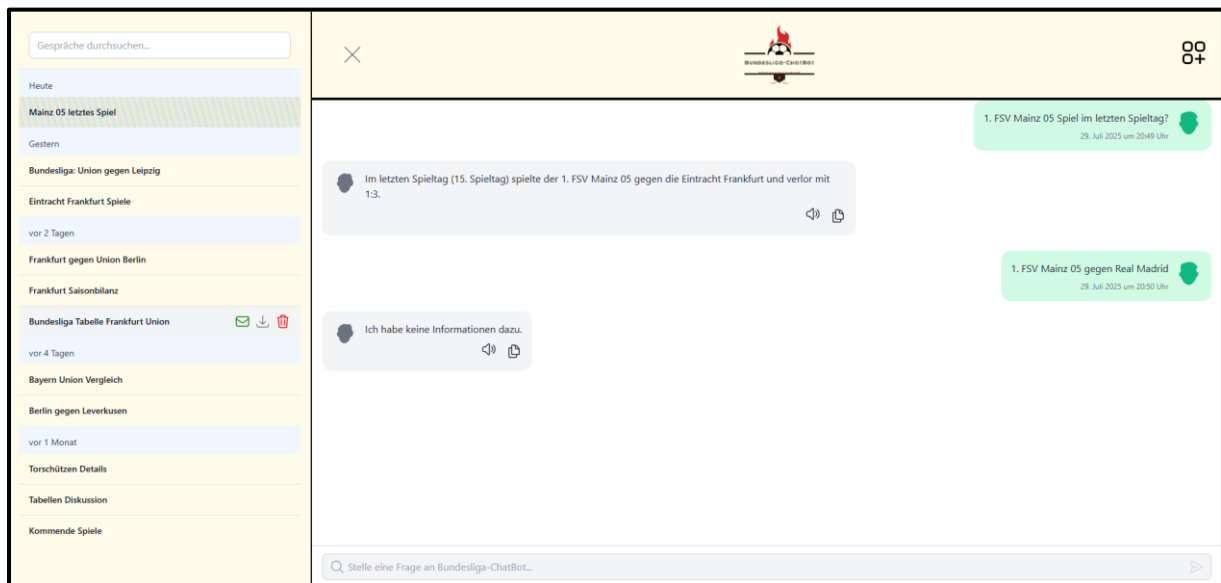 Gespräche durchsuchen...
Heute
Mainz 05 letztes Spiel
Gestern
Bundesliga: Union gegen Leipzig
Eintracht Frankfurt Spiele
vor 2 Tagen
Frankfurt gegen Union Berlin
Frankfurt Saisonbilanz
Bundesliga Tabelle Frankfurt Union
vor 4 Tagen
Bayern Union Vergleich
Berlin gegen Leverkusen
vor 1 Monat
Torschützen Details
Tabellen Diskussion
Kommende Spiele
Bundesliga-ChatBot
1. FSV Mainz 05 Spiel im letzten Spieltag?
29. Juli 2025 um 20:49 Uhr
Im letzten Spieltag (15. Spieltag) spielte der 1. FSV Mainz 05 gegen die Eintracht Frankfurt und verlor mit
1:3.
1. FSV Mainz 05 gegen Real Madrid
29. Juli 2025 um 20:50 Uhr
Ich habe keine Informationen dazu.
Stelle eine Frage an Bundesliga-ChatBot...